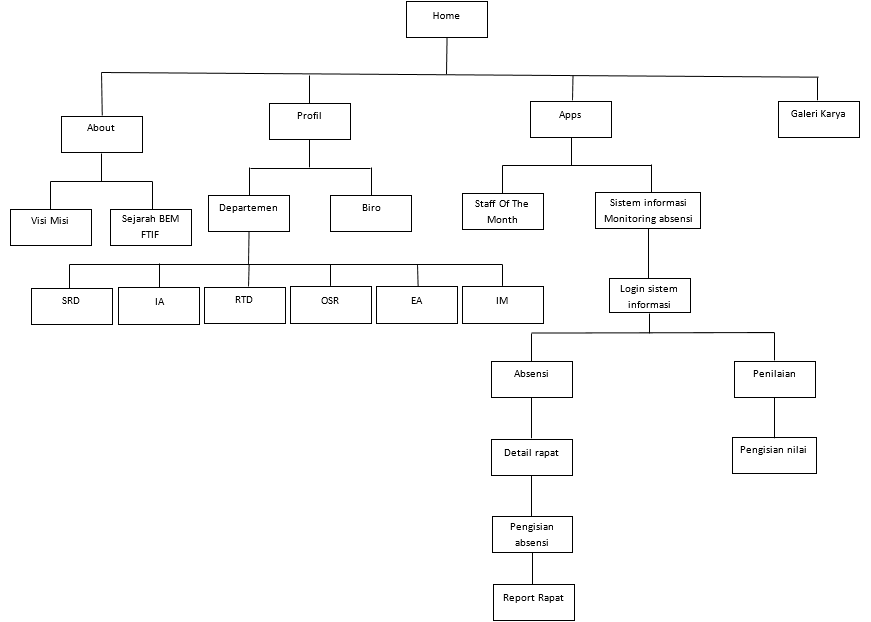 Home
About
Profil
Apps
Galeri Karya
Visi Misi
Sejarah BEM
FTIF
Departemen
Biro
Staff Of The
Month
Sistem informasi
Monitoring absensi
SRD
IA
RTD
OSR
EA
IM
Login sistem
informasi
Absensi
Penilaian
Detail rapat
Pengisian nilai
Pengisian
absensi
Report Rapat